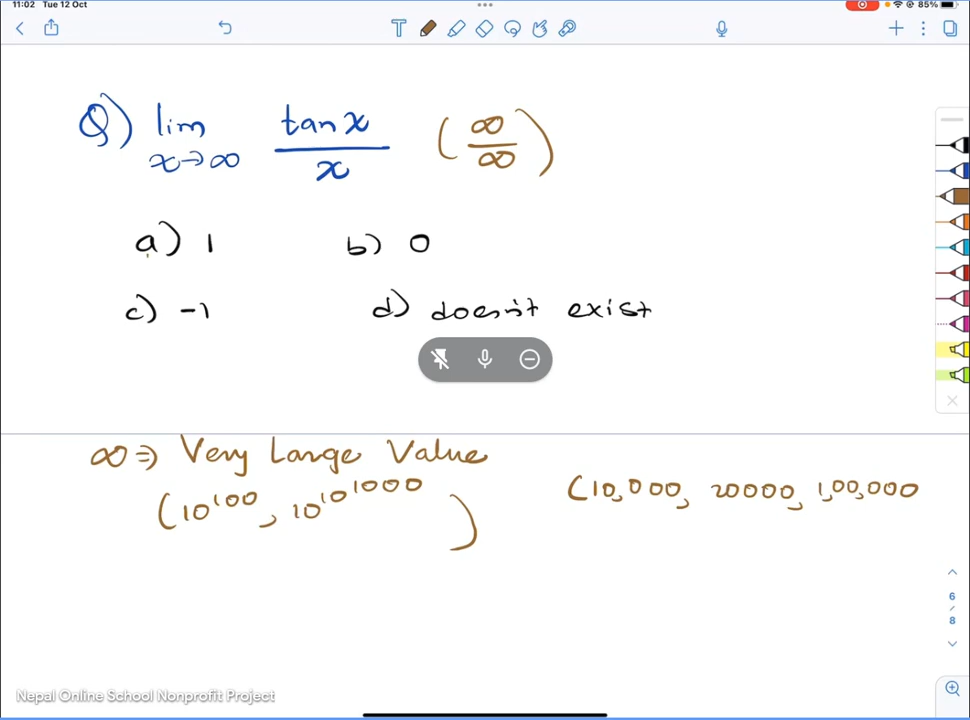 11:02 Tue 12 Oct
85%
Q) lim x→∞ tanx/x (∞/∞)
a) 1 b) 0
c) -1 d) doesn't exist
∞ ⇒ Very Large Value
(10^100, 10^10^1000) (10,000, 20000, 1,00,000
6/8
Nepal Online School Nonprofit Project